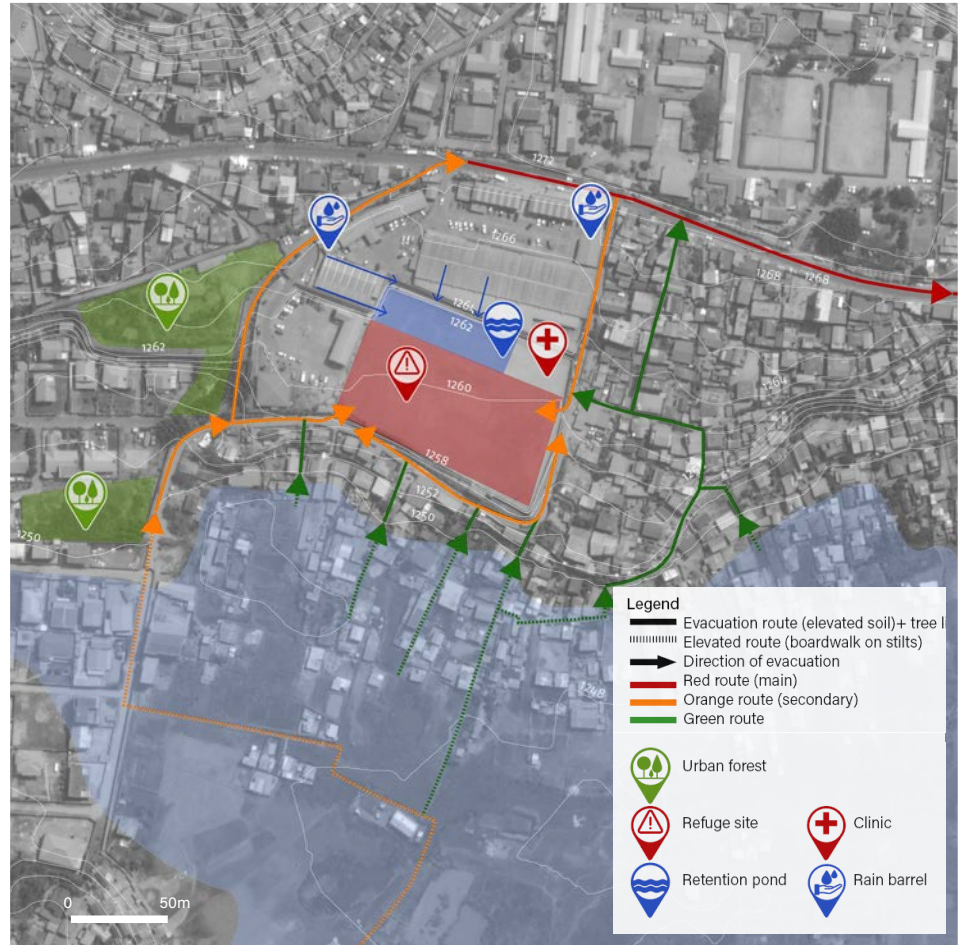 1272
1266
1268 1268
1264
1262
1262
1264
1260
1258
1252
1250
1250
1248
Legend
Evacuation route (elevated soil)+ tree l
Elevated route (boardwalk on stilts)
Direction of evacuation
Red route (main)
Orange route (secondary)
Green route
Urban forest
Refuge site
Clinic
Retention pond
Rain barrel
0 50m